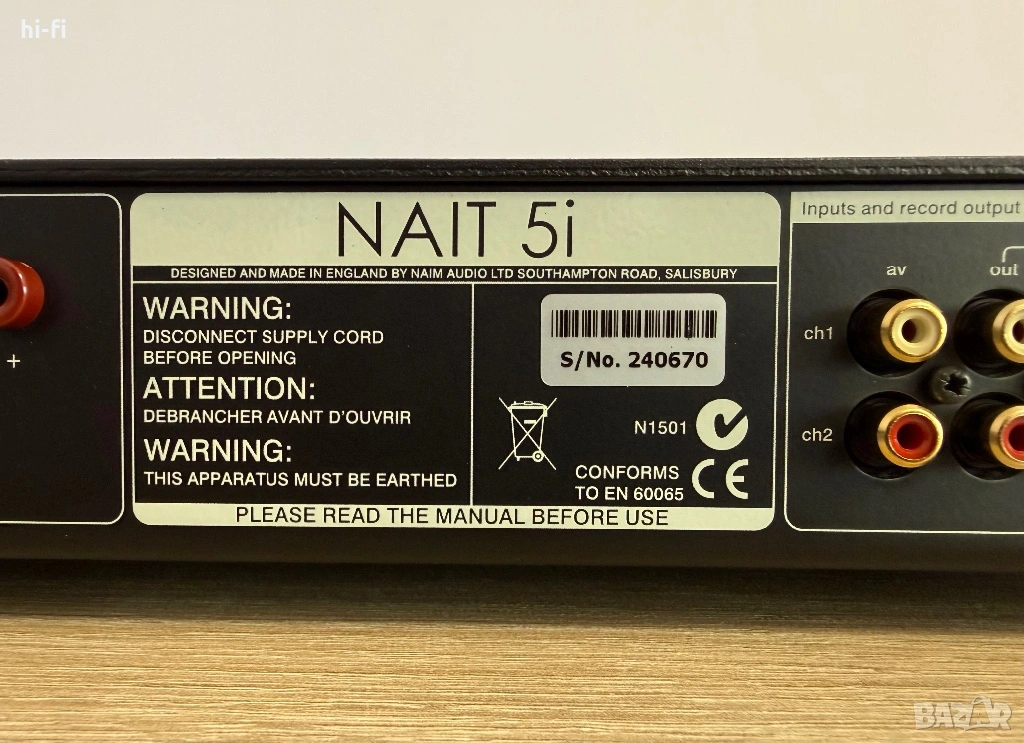 hi-fi
NAIT 5i
DESIGNED AND MADE IN ENGLAND BY NAIM AUDIO LTD SOUTHAMPTON ROAD, SALISBURY
WARNING:
DISCONNECT SUPPLY CORD
BEFORE OPENING
ATTENTION:
DEBRANCHER AVANT D'OUVRIR
WARNING:
THIS APPARATUS MUST BE EARTHED
S/No. 240670
N1501
CONFORMS
TO EN 60065
CE
PLEASE READ THE MANUAL BEFORE USE
+
Inputs and record output
av
out
ch1
ch2
BAZAR